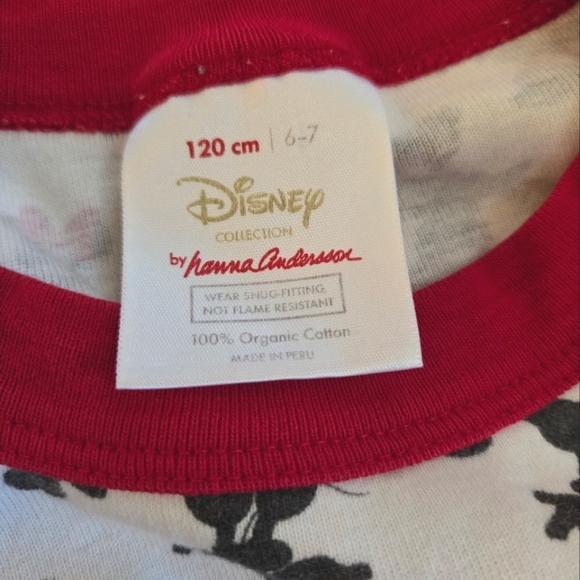 120 cm | 6-7
Disney
COLLECTION
by hanna Andersson
WEAR SNUG-FITTING,
NOT FLAME RESISTANT
100% Organic Cotton
MADE IN PERU